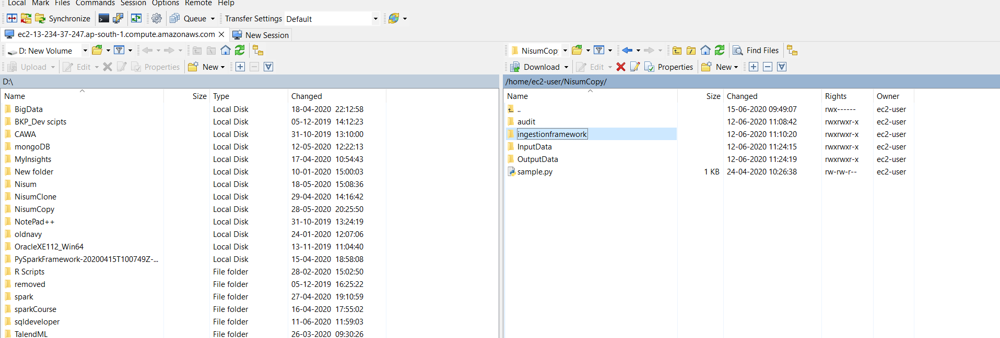 Local Mark Files Commands Session Options Remote Help
Synchronize Queue Transfer Settings Default
ec2-13-234-37-247.ap-south-1.compute.amazonaws.com New Session
D: New Volume
Upload Edit Properties New
D:\
Name Size Type Changed
BigData Local Disk 18-04-2020 22:12:58
BKP_Dev scipts Local Disk 05-12-2019 14:12:23
CAWA Local Disk 31-10-2019 13:10:00
mongoDB Local Disk 12-05-2020 12:22:13
MyInsights Local Disk 17-04-2020 10:54:43
New folder Local Disk 10-01-2020 15:00:03
Nisum Local Disk 18-05-2020 15:08:36
NisumClone Local Disk 29-04-2020 14:16:42
NisumCopy Local Disk 28-05-2020 20:25:50
NotePad++ Local Disk 31-10-2019 13:24:19
oldnavy Local Disk 24-01-2020 12:07:06
OracleXE112_Win64 Local Disk 13-11-2019 11:04:40
PySparkFramework-20200415T100749Z-... Local Disk 15-04-2020 18:58:08
R Scripts File folder 28-02-2020 15:02:50
removed File folder 05-12-2019 16:25:22
spark File folder 27-04-2020 19:10:59
sparkCourse File folder 16-04-2020 17:55:02
sqldeveloper File folder 11-06-2020 11:59:03
TalendML File folder 26-03-2020 09:30:26
NisumCop Find Files
Download Edit Properties New
/home/ec2-user/NisumCopy/
Name Size Changed Rights Owner
.. 15-06-2020 09:49:07 rwx------ ec2-user
audit 12-06-2020 11:08:42 rwxrwxr-x ec2-user
ingestionframework 12-06-2020 11:10:20 rwxrwxr-x ec2-user
InputData 12-06-2020 11:24:15 rwxrwxr-x ec2-user
OutputData 12-06-2020 11:24:19 rwxrwxr-x ec2-user
sample.py 1 KB 24-04-2020 10:26:38 rw-rw-r-- ec2-user